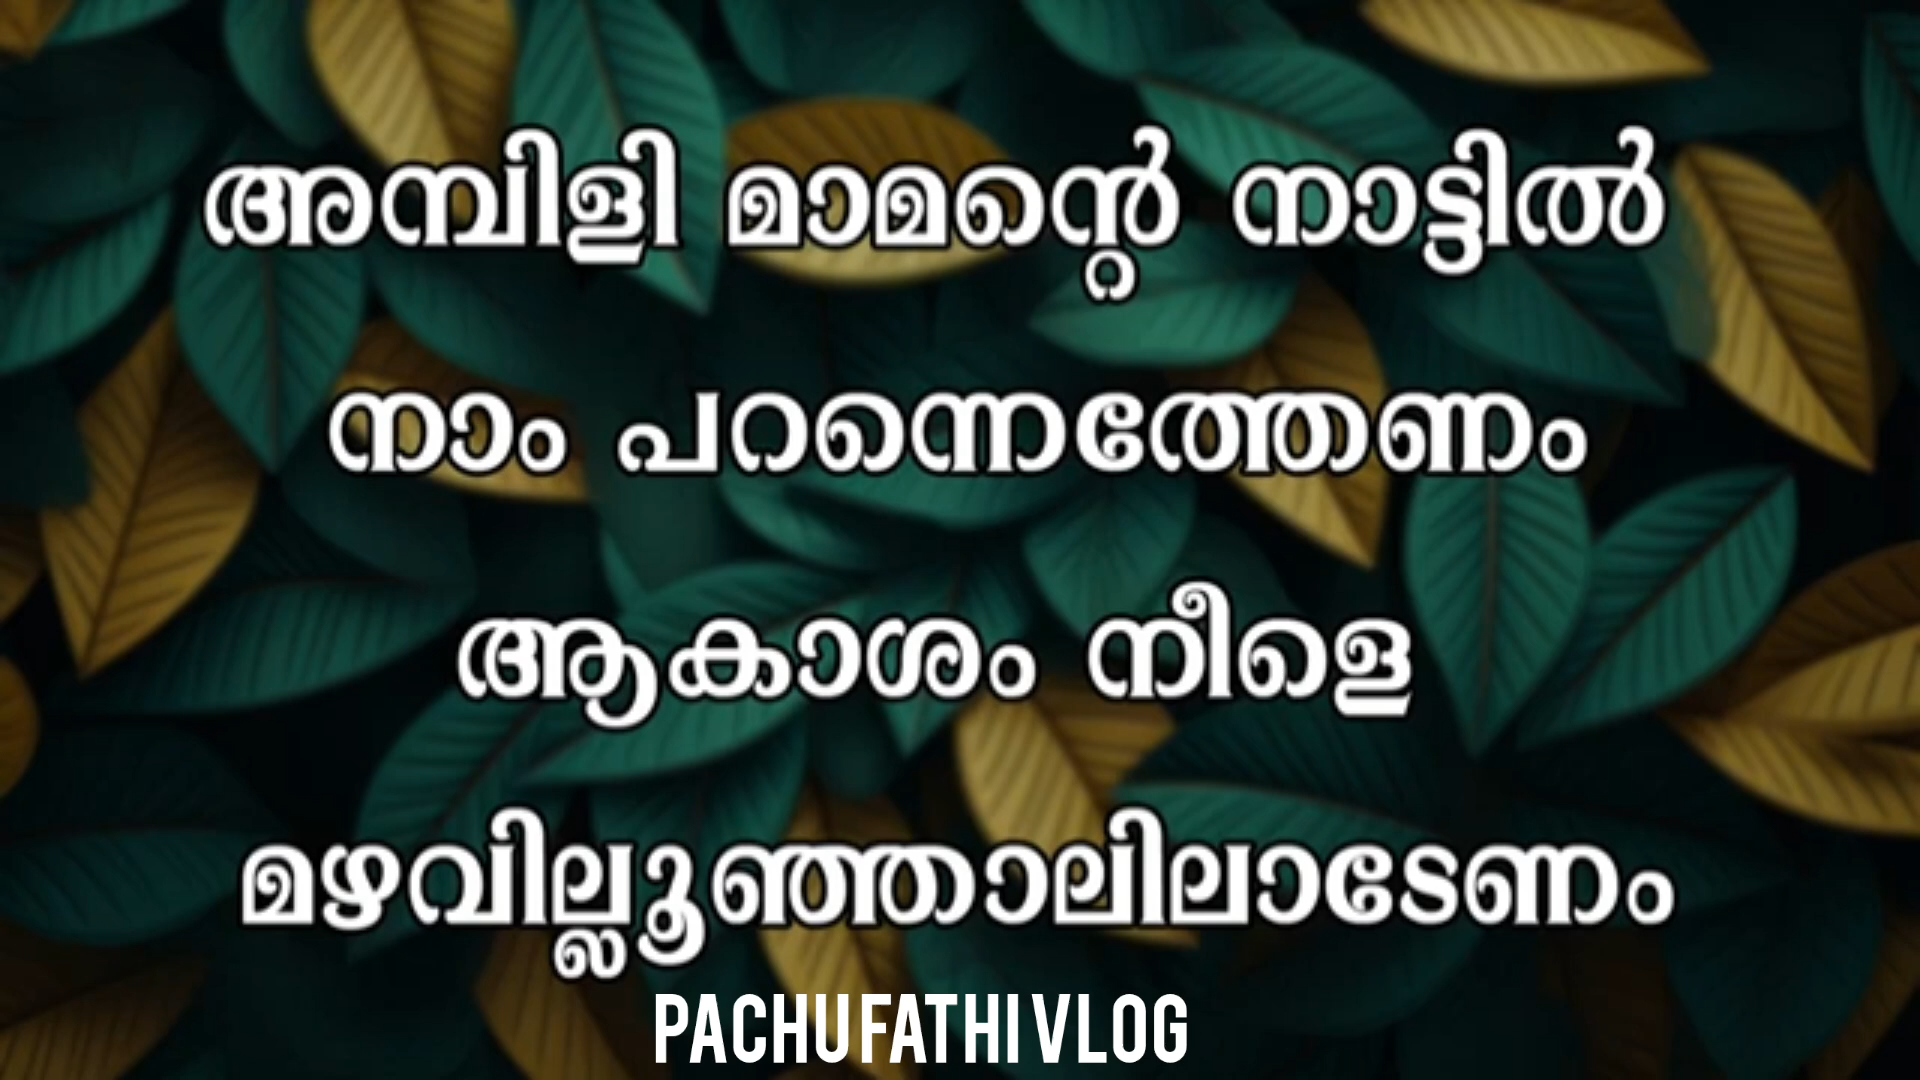 അമ്പിളി മാമന്റെ നാട്ടിൽ
നാം പറന്നെത്തേണം
ആകാശം നീളെ
മഴവില്ലൂഞ്ഞാലിലാടേണം
PACHU FATHI VLOG